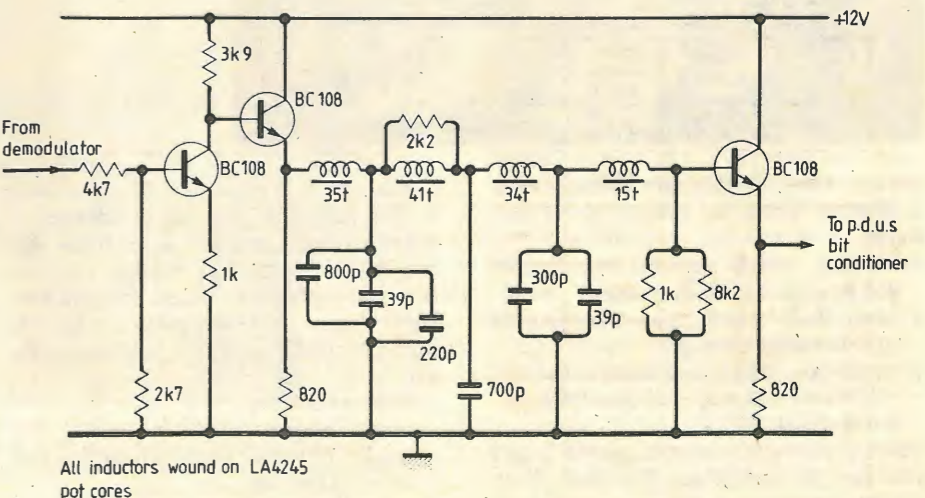 +12V
3k9
BC108
From
demodulator
4k7
BC108
2k2
BC108
35t
41t
34t
15t
To p.d.u.s
bit
conditioner
1k
800p
39p
220p
300p
39p
1k
8k2
2k7
820
700p
820
All inductors wound on LA4245
pot cores